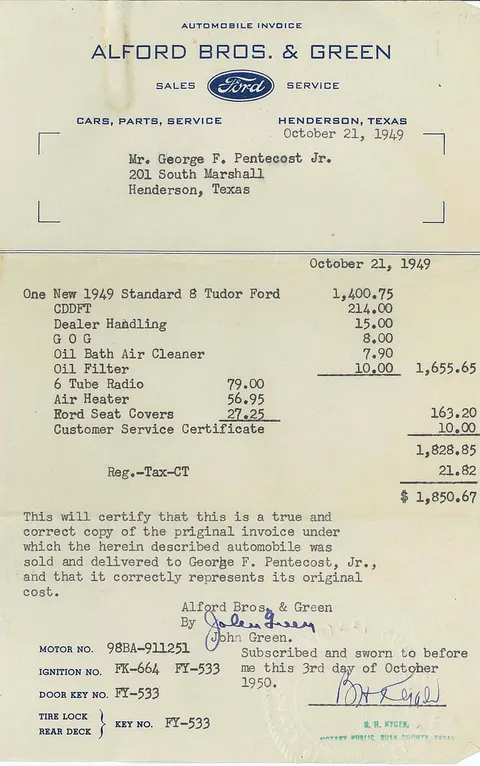 AUTOMOBILE INVOICE
ALFORD BROS. & GREEN
SALES Ford SERVICE
CARS, PARTS, SERVICE HENDERSON, TEXAS
October 21, 1949
Mr. George F. Pentecost Jr.
201 South Marshall
Henderson, Texas
October 21, 1949
One New 1949 Standard 8 Tudor Ford 1,400.75
CDDFT 214.00
Dealer Handling 15.00
G O G 8.00
Oil Bath Air Cleaner 7.90
Oil Filter 10.00 1,655.65
6 Tube Radio 79.00
Air Heater 56.95
Rord Seat Covers 27.25 163.20
Customer Service Certificate 10.00
1,828.85
Reg.-Tax-CT 21.82
$ 1,850.67
This will certify that this is a true and
correct copy of the priginal invoice under
which the herein described automobile was
sold and delivered to George F. Pentecost, Jr.,
and that it correctly represents its original
cost.
Alford Bros. & Green
By John Green
John Green.
Subscribed and sworn to before
me this 3rd day of October
1950.
MOTOR NO. 98BA-911251
IGNITION NO. FK-664 FY-533
DOOR KEY NO. FY-533
TIRE LOCK
REAR DECK } KEY NO. FY-533
B. H. KYGER,
NOTARY PUBLIC, RUSK COUNTY, TEXAS